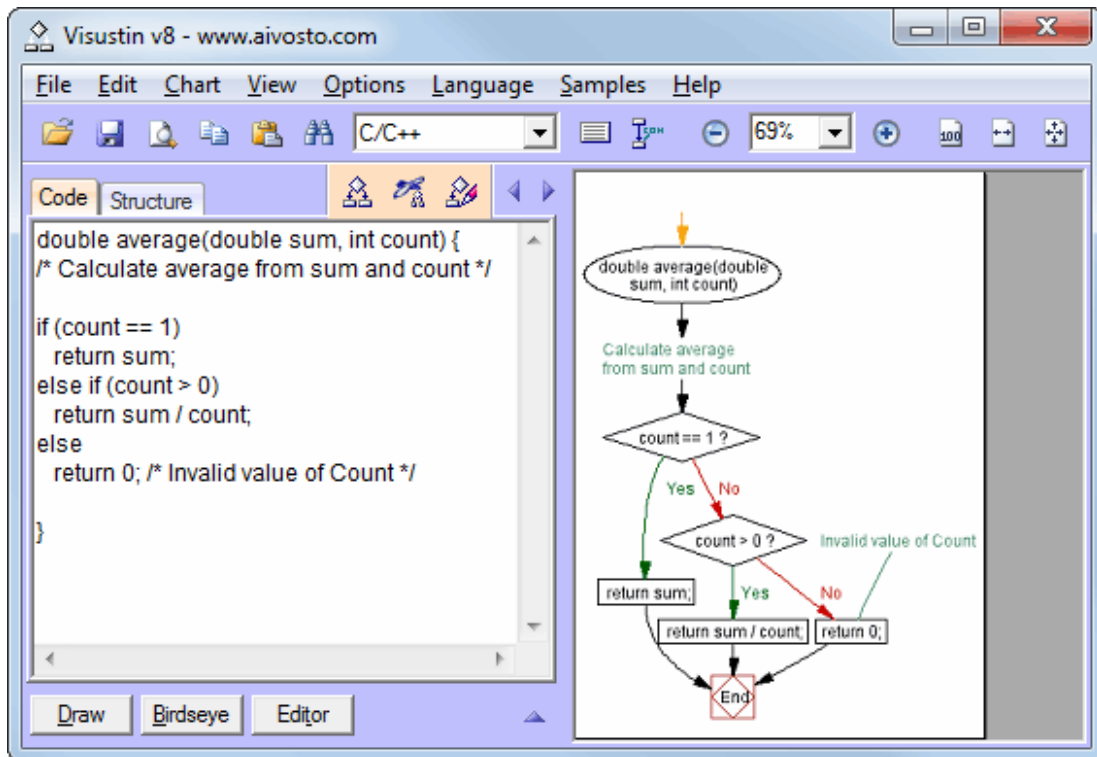 Visustin v8 - www.aivosto.com
File Edit Chart View Options Language Samples Help
C/C++ 69% 100
Code Structure
double average(double sum, int count) {
/* Calculate average from sum and count */
if (count == 1)
return sum;
else if (count > 0)
return sum / count;
else
return 0; /* Invalid value of Count */
}
Draw Birdseye Editor
double average(double
sum, int count)
Calculate average
from sum and count
count == 1 ?
Yes No
count > 0 ? Invalid value of Count
return sum; Yes No
return sum / count; return 0;
End